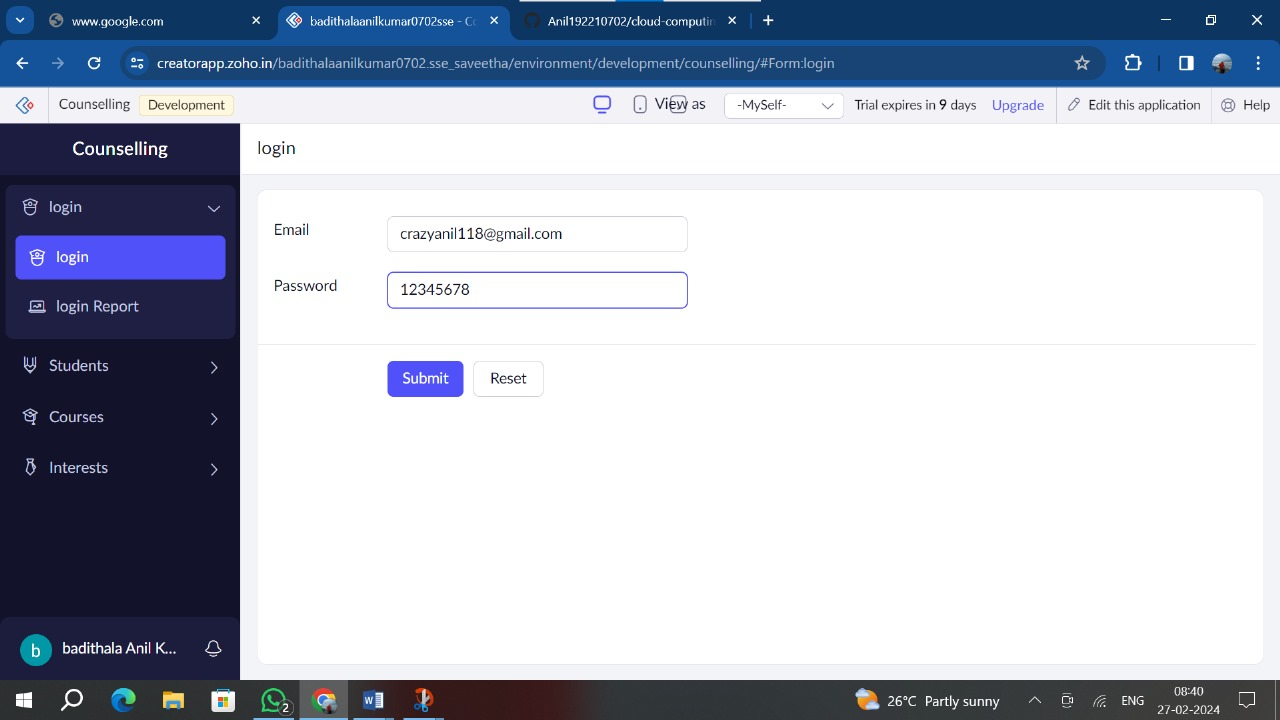 www.google.com
badithalaanilkumar0702sse - Co
Anil192210702/cloud-computin
creatorapp.zoho.in/badithalaanilkumar0702.sse_saveetha/environment/development/counselling/#Form:login
Counselling Development View as -MySelf- Trial expires in 9 days Upgrade Edit this application Help
Counselling
login
login
login
login Report
Students
Courses
Interests
badithala Anil K...
b
Email crazyanil118@gmail.com
Password 12345678
Submit Reset
2
26°C Partly sunny
ENG
08:40
27-02-2024